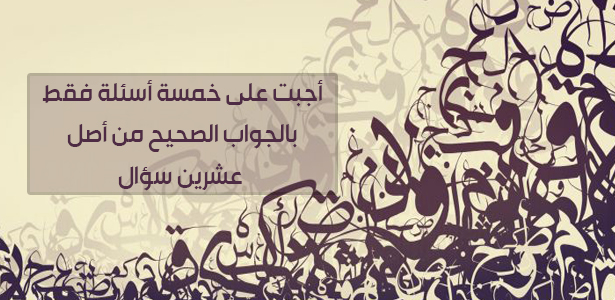 أجبت على خمسة أسئلة فقط
بالجواب الصحيح من أصل
عشرين سؤال